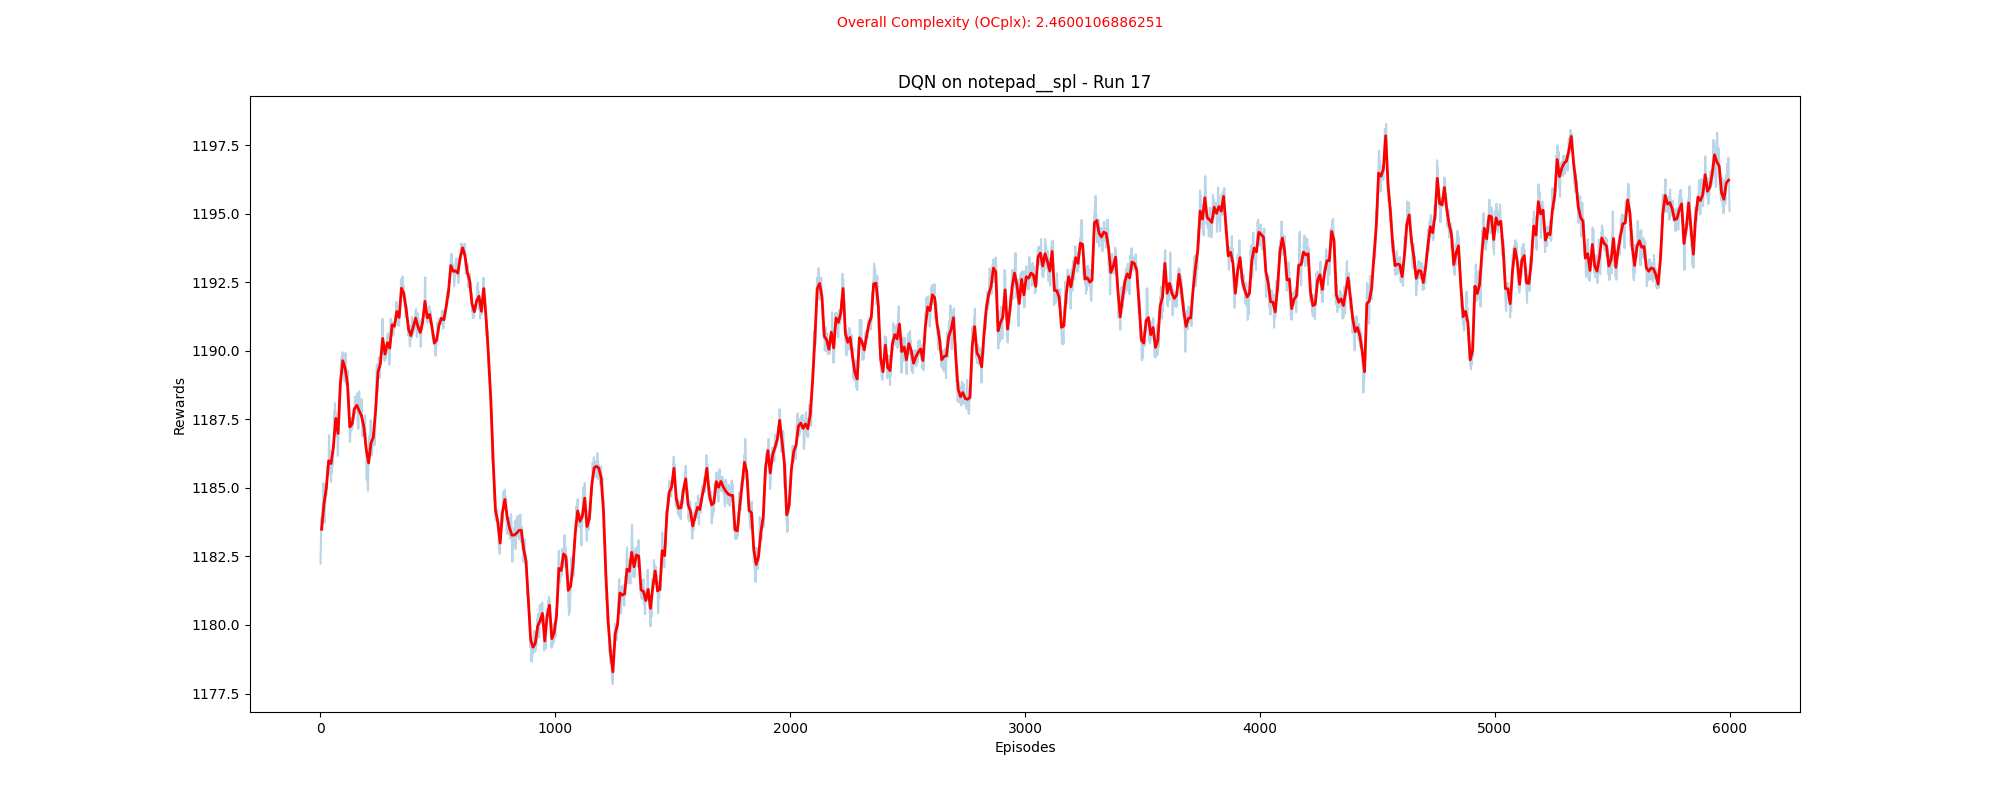 Overall Complexity (OCplx): 2.4600106886251
DQN on notepad__spl - Run 17
1197.5
1195.0
1192.5
1190.0
1187.5
1185.0
1182.5
1180.0
1177.5
Rewards
0 1000 2000 3000 4000 5000 6000
Episodes